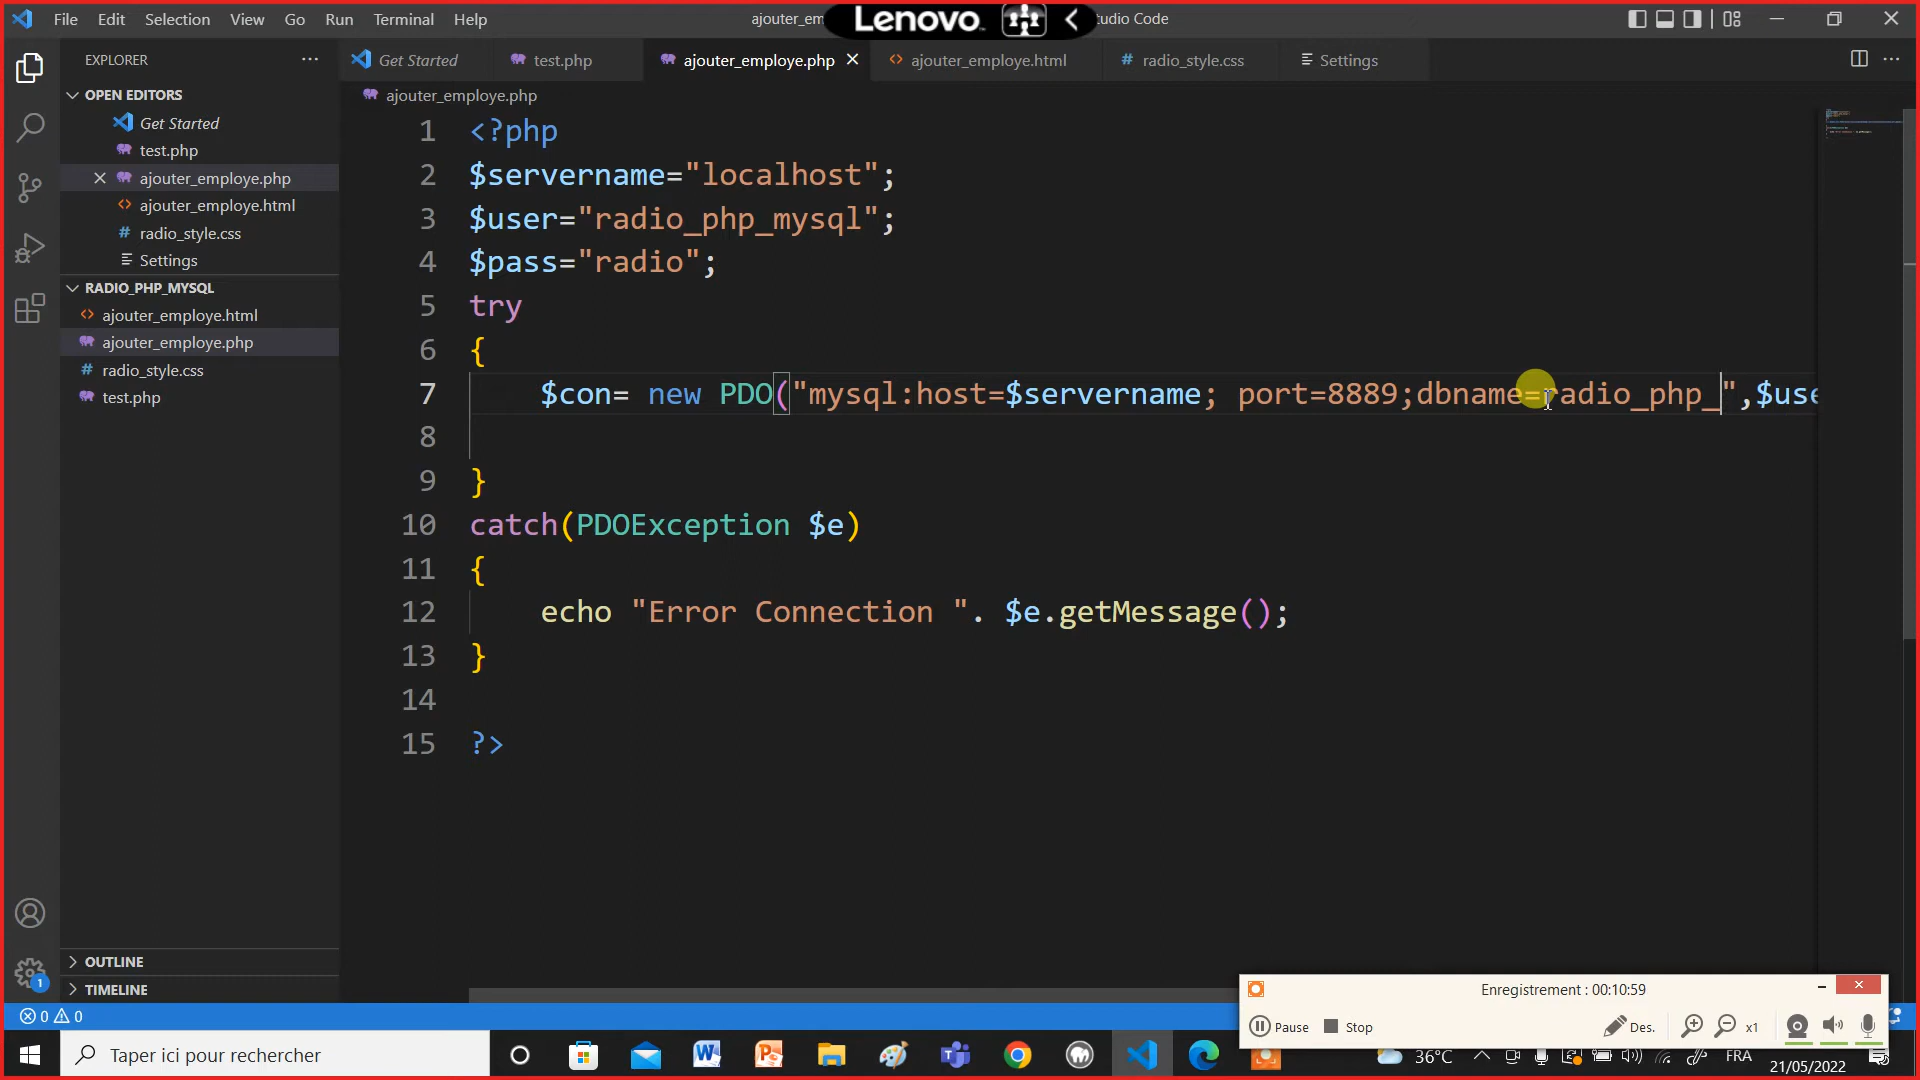 File Edit Selection View Go Run Terminal Help
ajouter_em
Lenovo
tudio Code
EXPLORER
OPEN EDITORS
Get Started
test.php
ajouter_employe.php
ajouter_employe.html
radio_style.css
Settings
RADIO_PHP_MYSQL
ajouter_employe.html
ajouter_employe.php
radio_style.css
test.php
OUTLINE
TIMELINE
Get Started test.php ajouter_employe.php ajouter_employe.html radio_style.css Settings
ajouter_employe.php
1 <?php
2 $servername="localhost";
3 $user="radio_php_mysql";
4 $pass="radio";
5 try
6 {
7 $con= new PDO("mysql:host=$servername; port=8889;dbname=radio_php_",$use
8
9 }
10 catch(PDOException $e)
11 {
12 echo "Error Connection ". $e.getMessage();
13 }
14
15 ?>
1
0 0
Enregistrement : 00:10:59
Pause Stop Des. x1
Taper ici pour rechercher
36°C FRA
21/05/2022